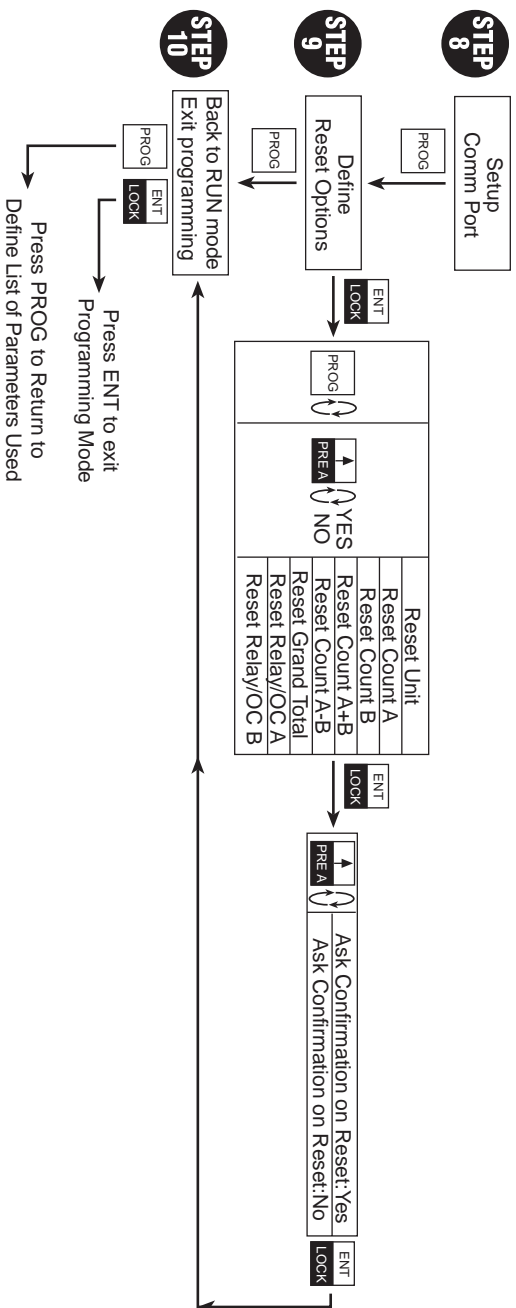 STEP
8
Setup
Comm Port
PROG
STEP
9
Define
Reset Options
ENT
LOCK
PROG
PRE A
YES
NO
Reset Unit
Reset Count A
Reset Count B
Reset Count A+B
Reset Count A-B
Reset Grand Total
Reset Relay/OC A
Reset Relay/OC B
ENT
LOCK
PRE A
Ask Confirmation on Reset:Yes
Ask Confirmation on Reset:No
ENT
LOCK
PROG
STEP
10
Back to RUN mode
Exit programming
PROG
ENT
LOCK
Press ENT to exit
Programming Mode
Press PROG to Return to
Define List of Parameters Used